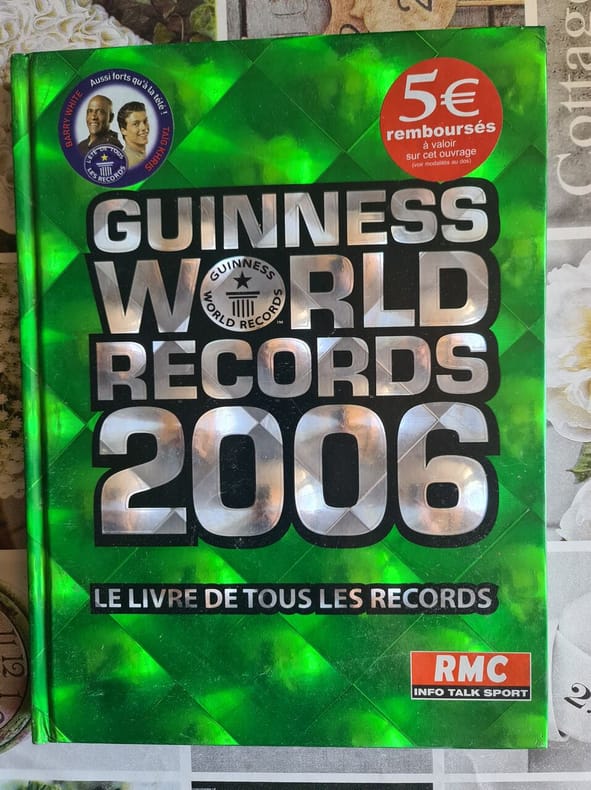 Aussi forts qu'à la télé !
BARRY WHITE
TAIG KHRIS
L'ÉTÉ DE TOUS
LES RECORDS
5€
remboursés
à valoir
sur cet ouvrage
(voir modalités au dos)
GUINNESS
WORLD
GUINNESS
WORLD RECORDS
TM
RECORDS
2006
LE LIVRE DE TOUS LES RECORDS
RMC
INFO TALK SPORT
Cottag